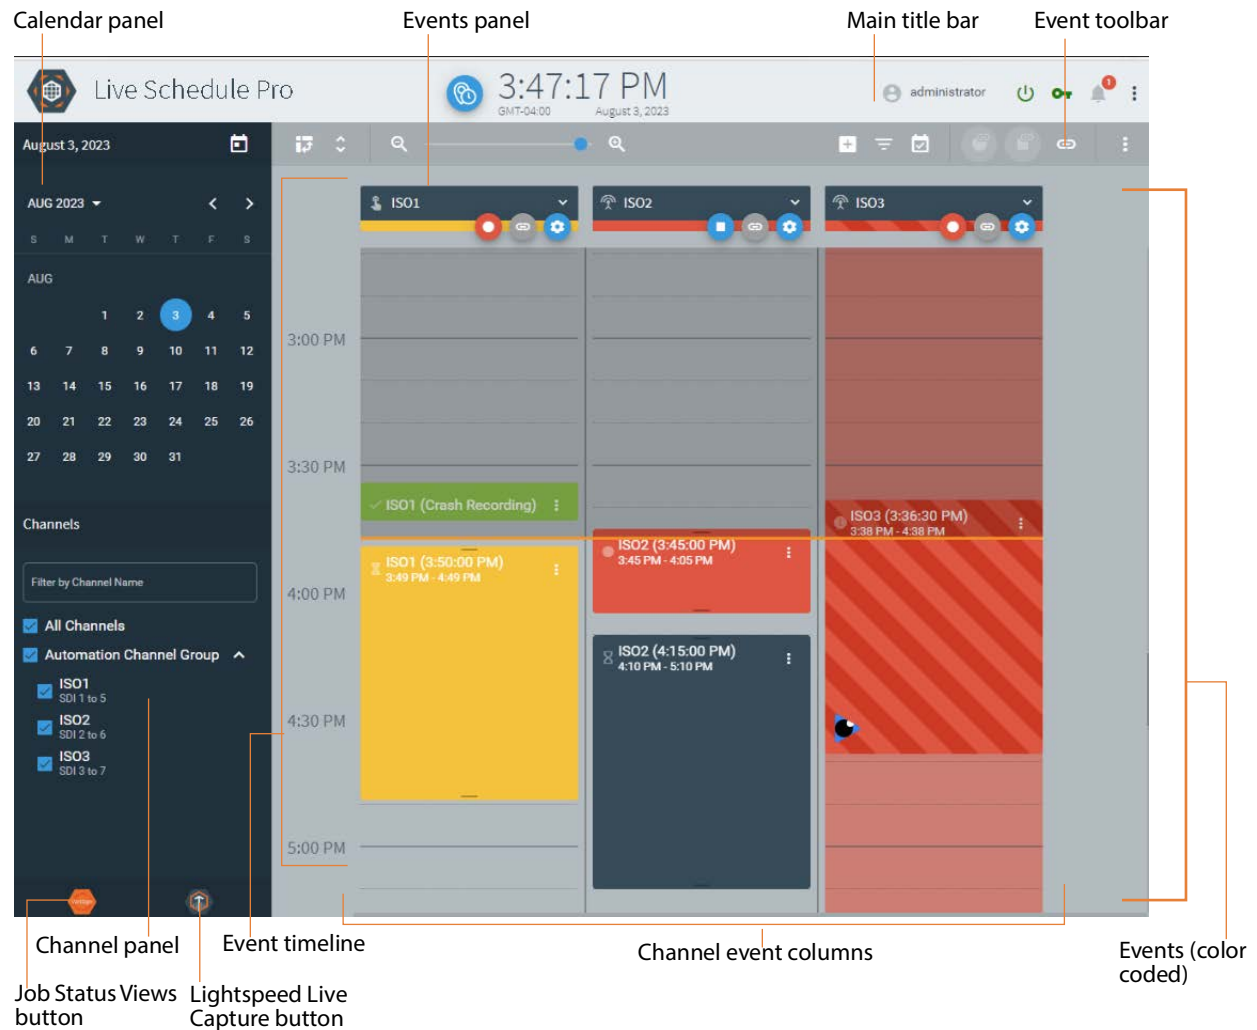 Calendar panel
Events panel
Main title bar
Event toolbar
Live Schedule Pro
3:47:17 PM
GMT-04:00
August 3, 2023
administrator
1
August 3, 2023
AUG 2023
S M T W T F S
AUG
1 2 3 4 5
6 7 8 9 10 11 12
13 14 15 16 17 18 19
20 21 22 23 24 25 26
27 28 29 30 31
Channels
Filter by Channel Name
All Channels
Automation Channel Group
ISO1
SDI 1 to 5
ISO2
SDI 2 to 6
ISO3
SDI 3 to 7
ISO1
ISO2
ISO3
3:00 PM
3:30 PM
4:00 PM
4:30 PM
5:00 PM
ISO1 (Crash Recording)
ISO1 (3:50:00 PM)
3:49 PM - 4:49 PM
ISO2 (3:45:00 PM)
3:45 PM - 4:05 PM
ISO2 (4:15:00 PM)
4:10 PM - 5:10 PM
ISO3 (3:36:30 PM)
3:38 PM - 4:38 PM
Channel panel
Event timeline
Channel event columns
Events (color
coded)
Job Status Views
button
Lightspeed Live
Capture button